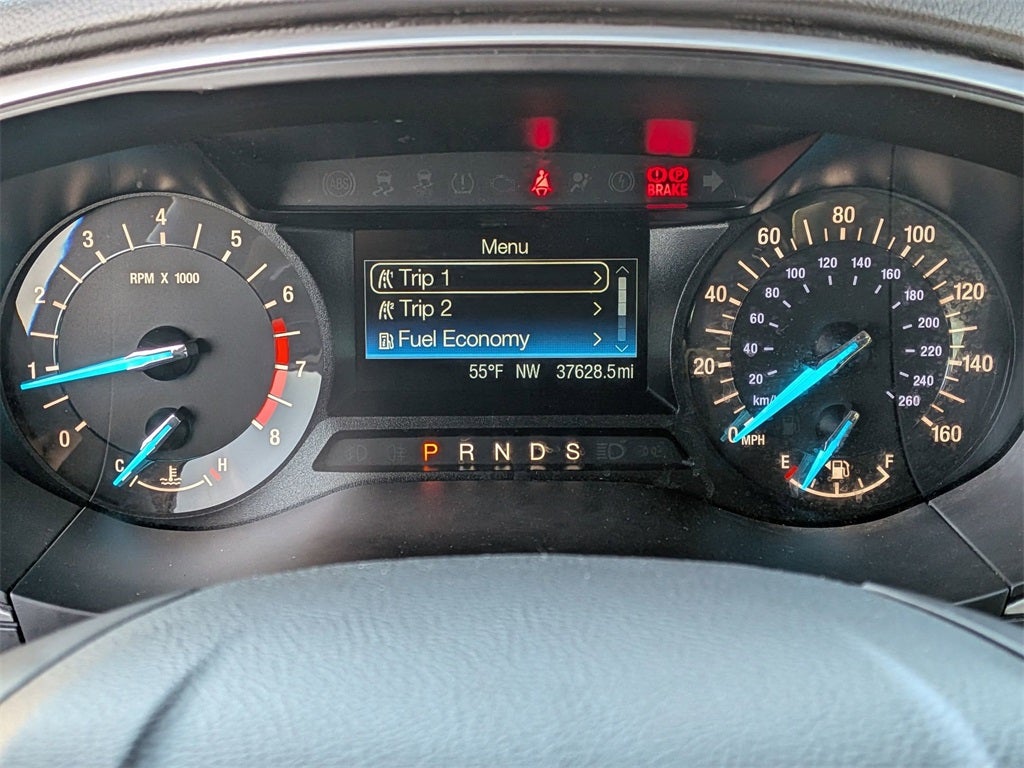 ABS
BRAKE
Menu
Trip 1 >
Trip 2 >
Fuel Economy >
55°F NW 37628.5mi
P R N D S
RPM X 1000
0 1 2 3 4 5 6 7 8
C H
0 20 40 60 80 100 120 140 160
MPH
20 40 60 80 100 120 140 160 180 200 220 240 260
km/
E F